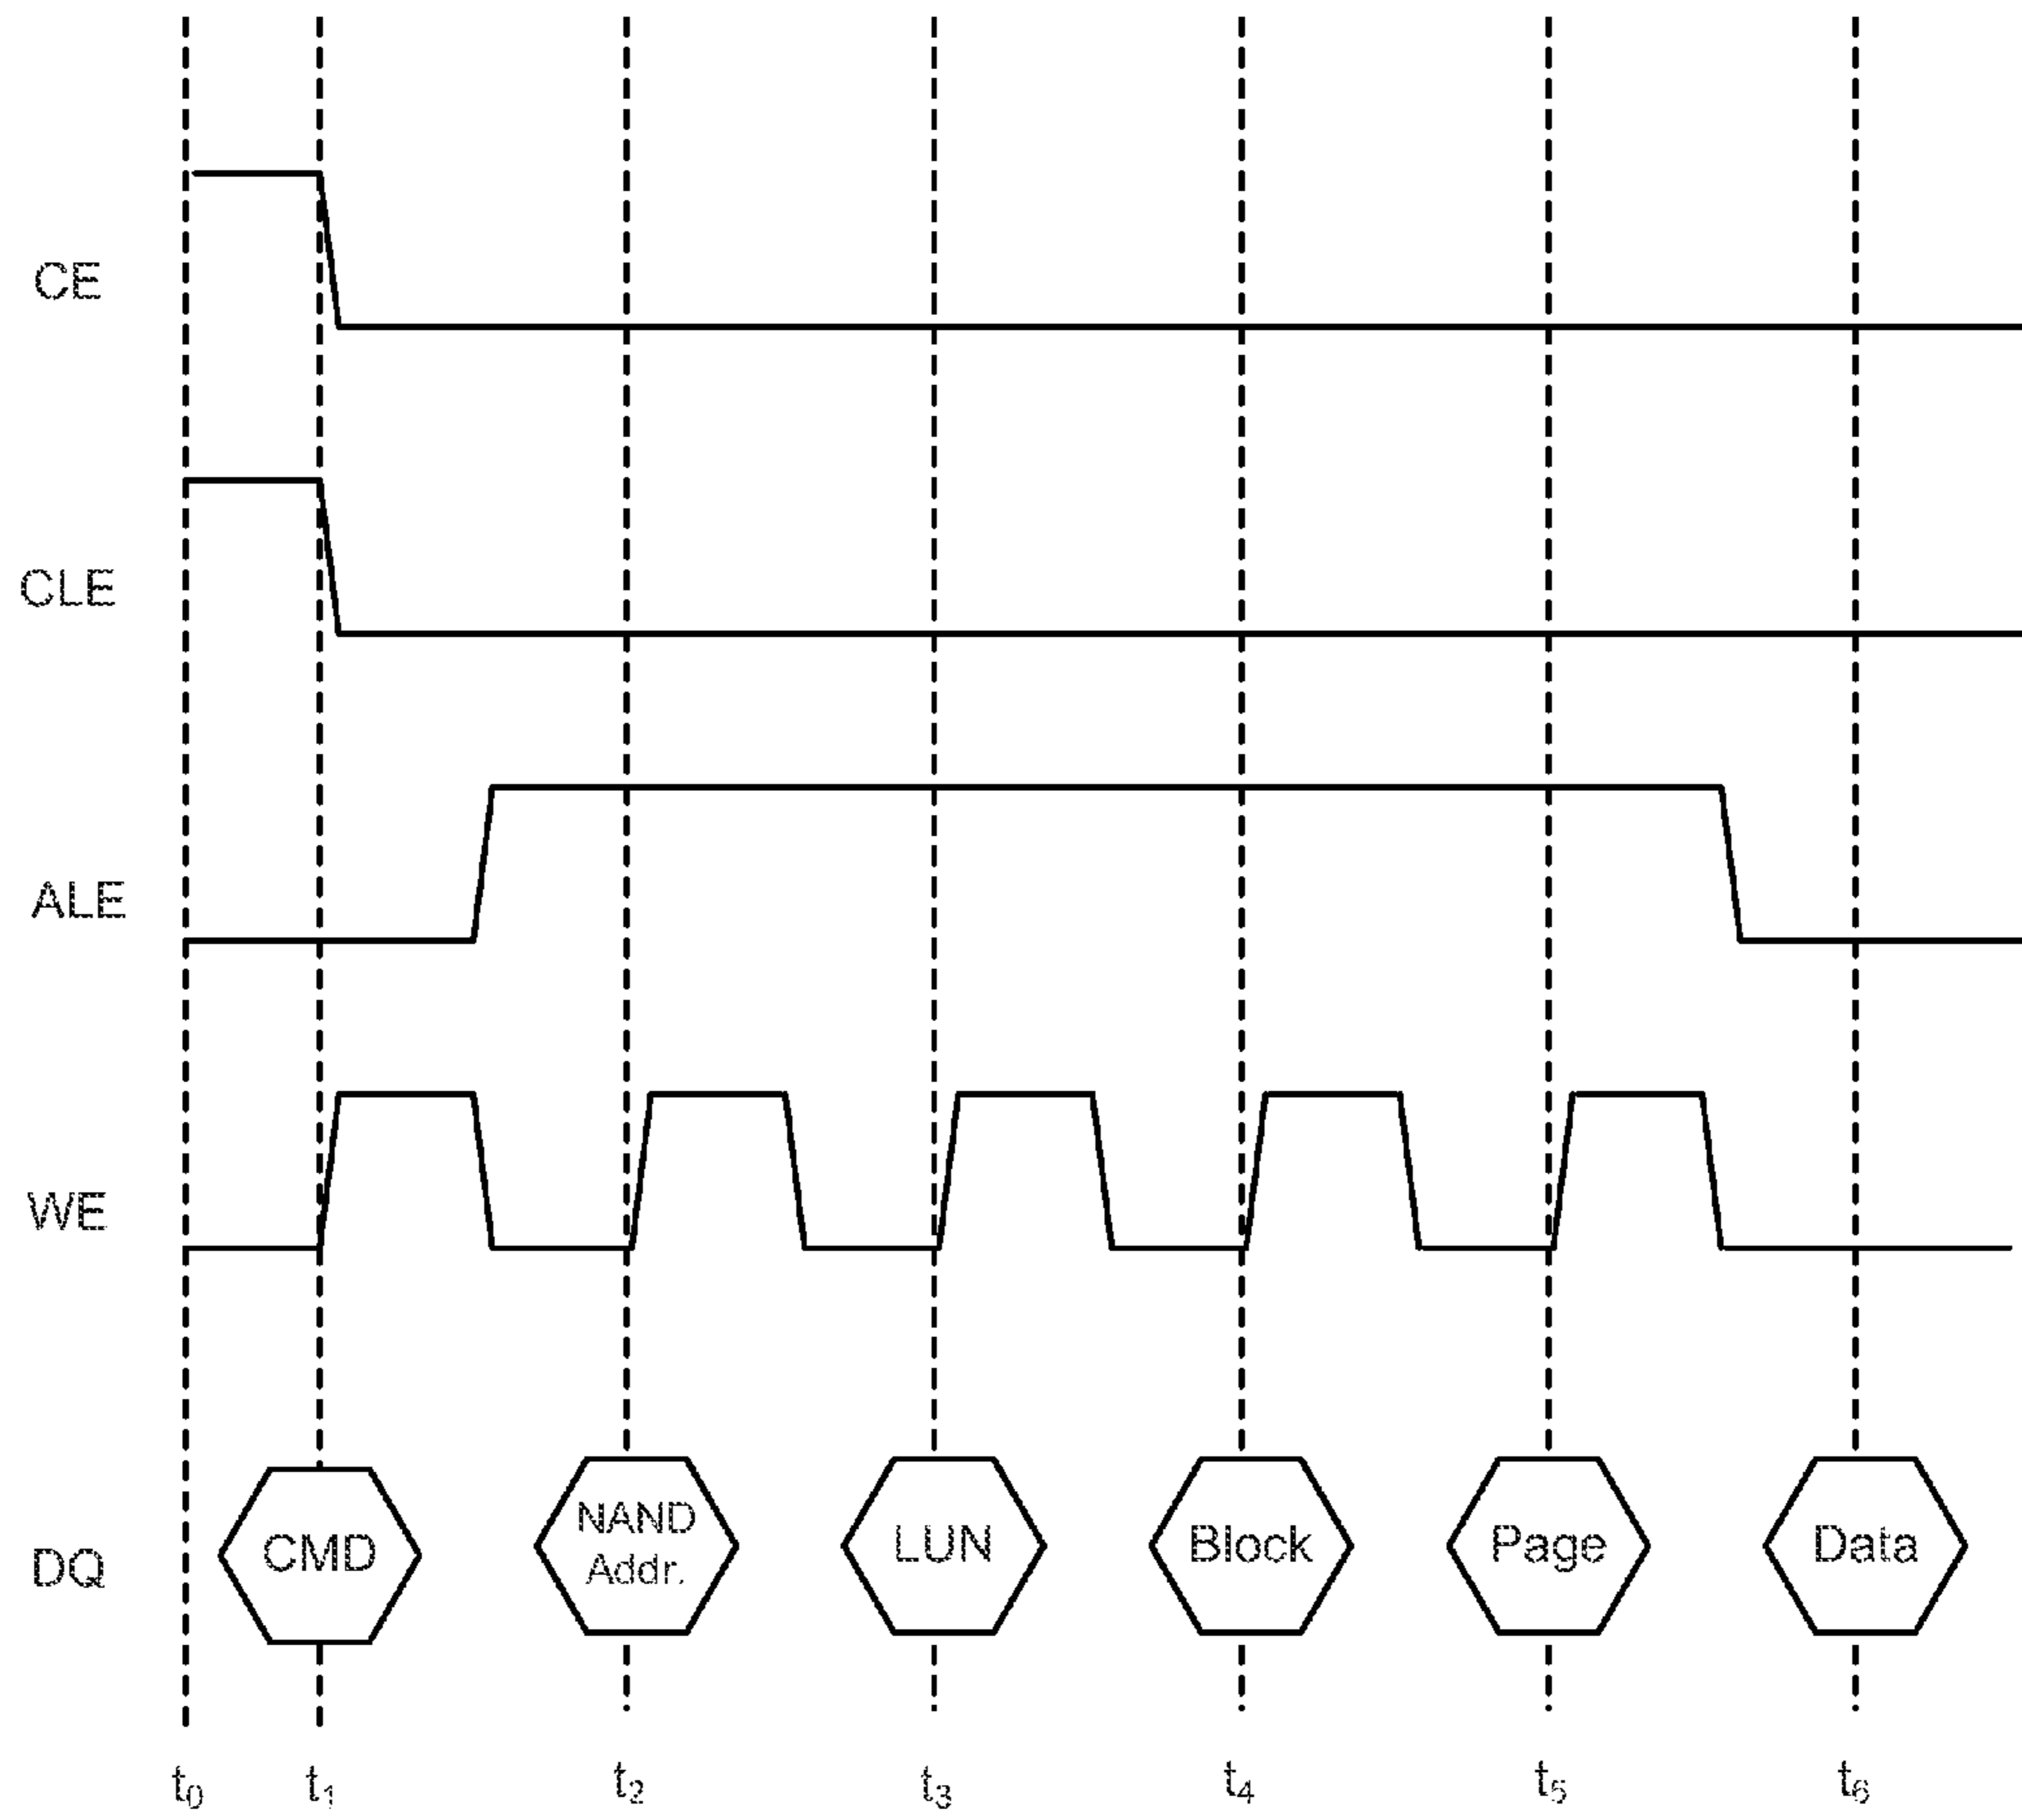 CE
CLE
ALE
WE
DQ
CMD
NAND
Addr.
LUN
Block
Page
Data
t0 t1 t2 t3 t4 t5 t6